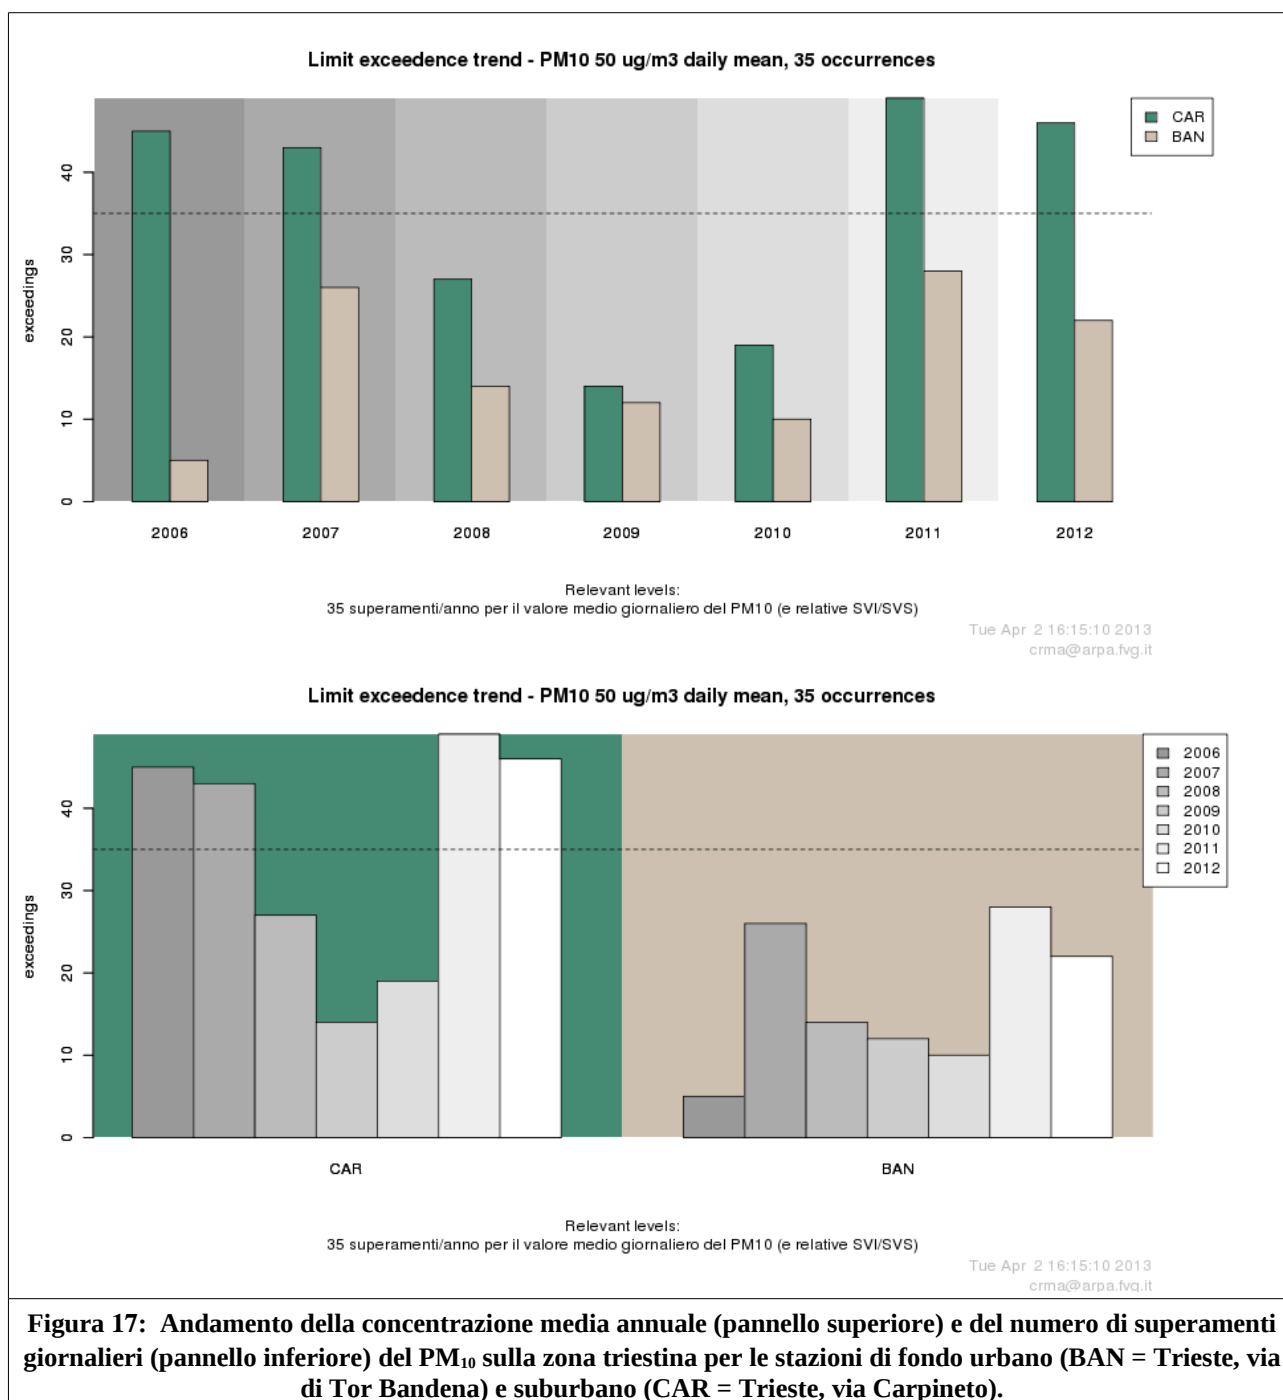 Limit exceedence trend - PM10 50 ug/m3 daily mean, 35 occurrences
CAR
BAN
exceedings
40
30
20
10
0
2006 2007 2008 2009 2010 2011 2012
Relevant levels:
35 superamenti/anno per il valore medio giornaliero del PM10 (e relative SVI/SVS)
Tue Apr 2 16:15:10 2013
crma@arpa.fvg.it
Limit exceedence trend - PM10 50 ug/m3 daily mean, 35 occurrences
2006
2007
2008
2009
2010
2011
2012
exceedings
40
30
20
10
0
CAR BAN
Relevant levels:
35 superamenti/anno per il valore medio giornaliero del PM10 (e relative SVI/SVS)
Tue Apr 2 16:15:10 2013
crma@arpa.fvg.it
Figura 17: Andamento della concentrazione media annuale (pannello superiore) e del numero di superamenti
giornalieri (pannello inferiore) del PM₁₀ sulla zona triestina per le stazioni di fondo urbano (BAN = Trieste, via
di Tor Bandena) e suburbano (CAR = Trieste, via Carpineto).